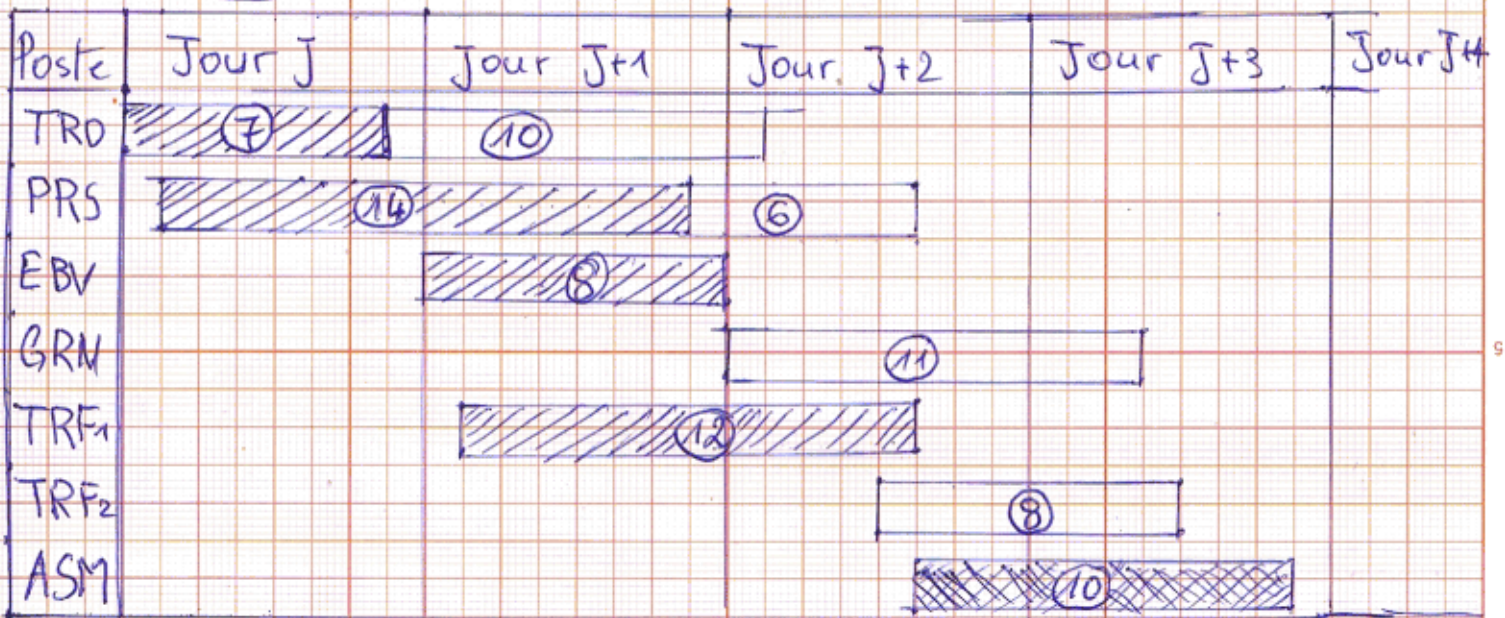 Poste Jour J Jour J+1 Jour J+2 Jour J+3 Jour J+4
TRO 7 10
PRS 14 6
EBV 8
GRN 11
TRF1 12
TRF2 8
ASM 10
5